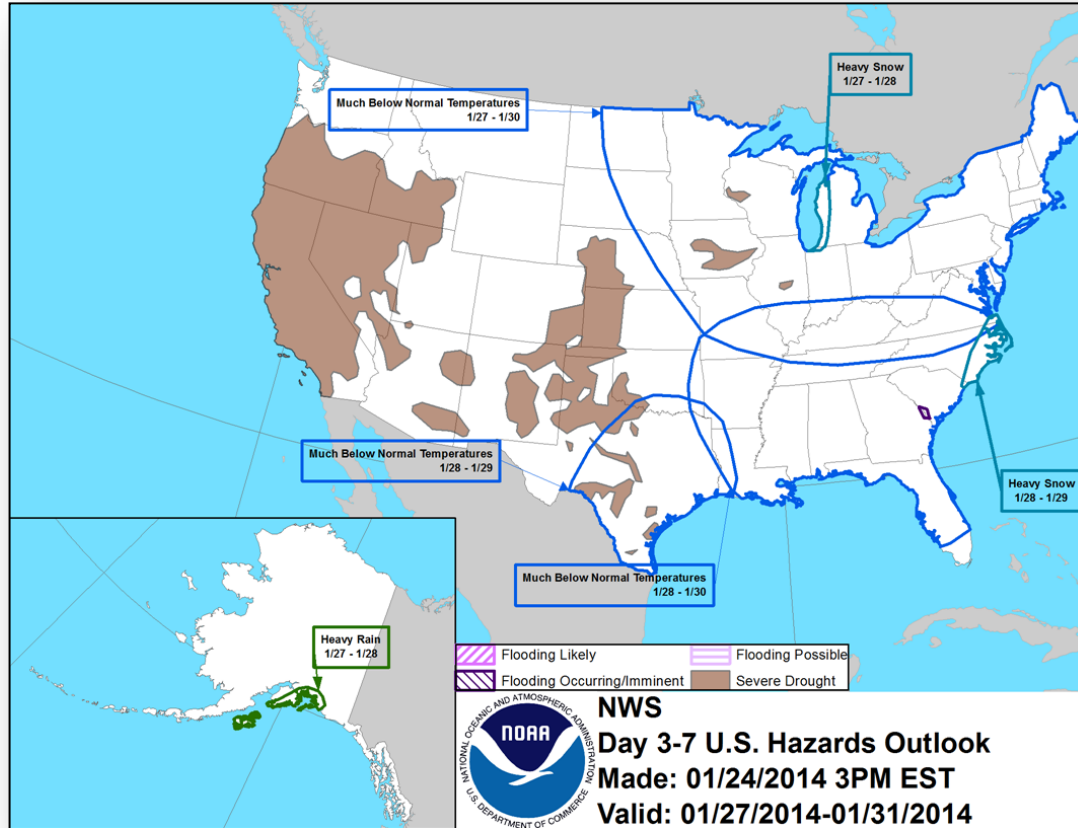 Heavy Snow
1/27 - 1/28
Much Below Normal Temperatures
1/27 - 1/30
Much Below Normal Temperatures
1/28 - 1/29
Heavy Snow
1/28 - 1/29
Much Below Normal Temperatures
1/28 - 1/30
Heavy Rain
1/27 - 1/28
Flooding Likely
Flooding Possible
Flooding Occurring/Imminent
Severe Drought
NATIONAL OCEANIC AND ATMOSPHERIC ADMINISTRATION
NOAA
U.S. DEPARTMENT OF COMMERCE
NWS
Day 3-7 U.S. Hazards Outlook
Made: 01/24/2014 3PM EST
Valid: 01/27/2014-01/31/2014